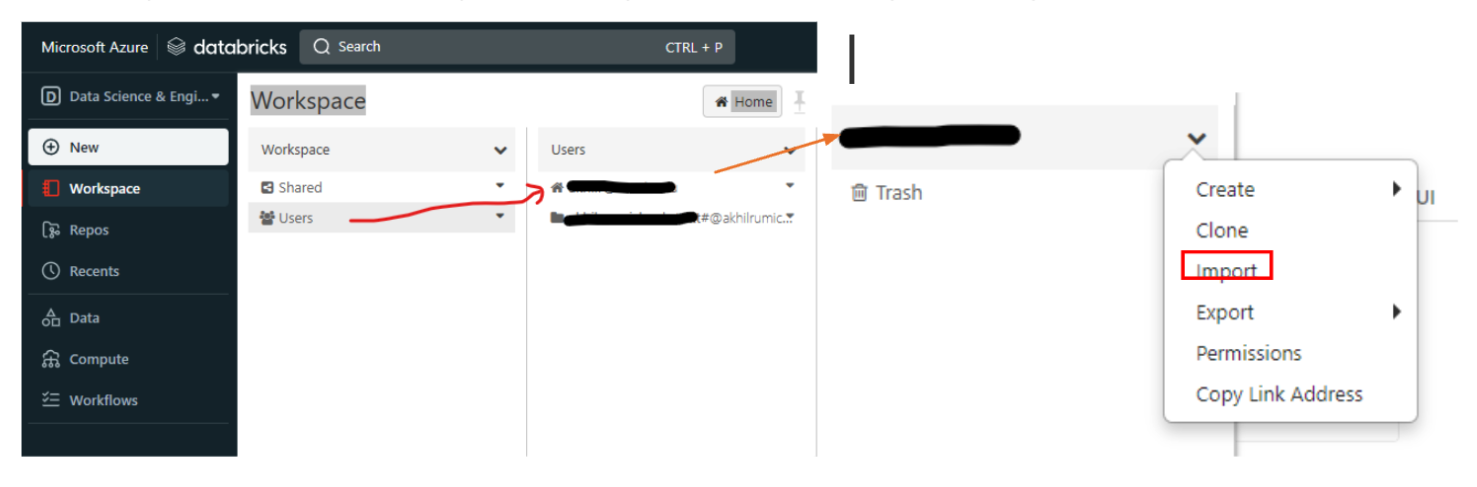 Microsoft Azure databricks Search CTRL + P
Data Science & Engi...
New
Workspace
Repos
Recents
Data
Compute
Workflows
Workspace Home
Workspace
Shared
Users
Users
t#@akhilrumic...
Trash
Create
Clone
Import
Export
Permissions
Copy Link Address
UI